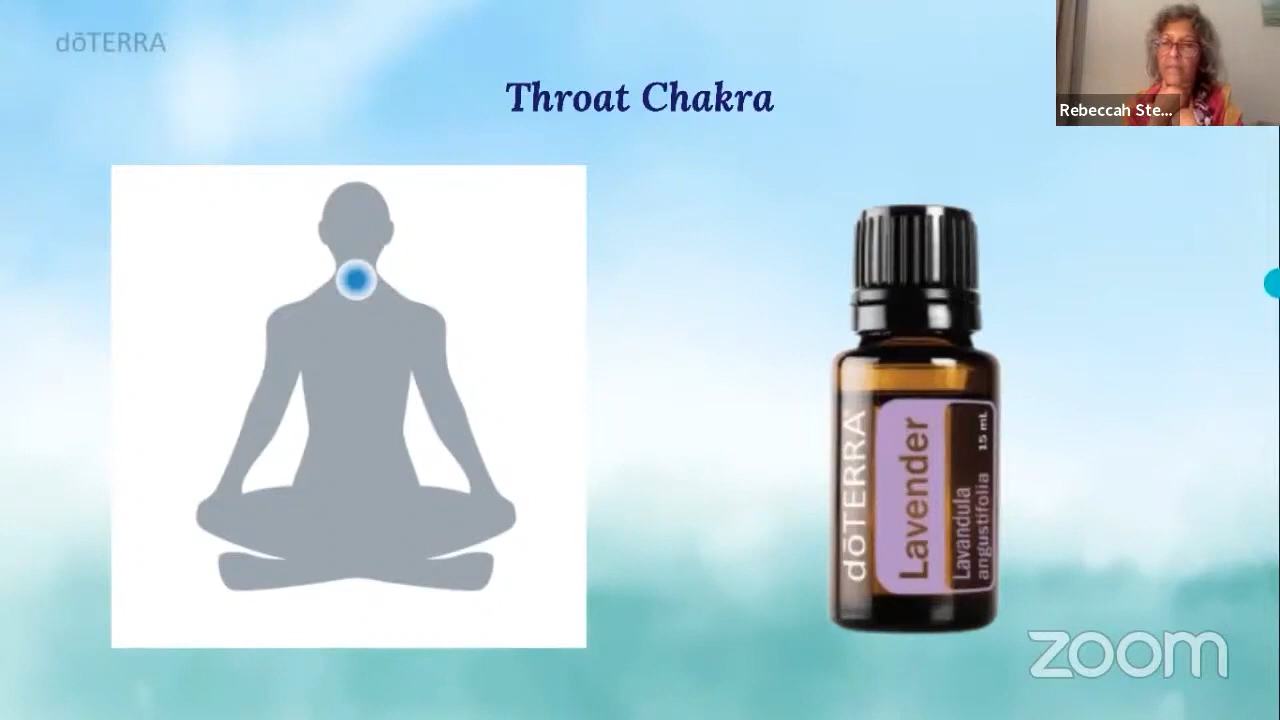 dōTERRA
Throat Chakra
Rebeccah Ste...
dōTERRA
Lavender
Lavandula
angustifolia
15 mL
zoom